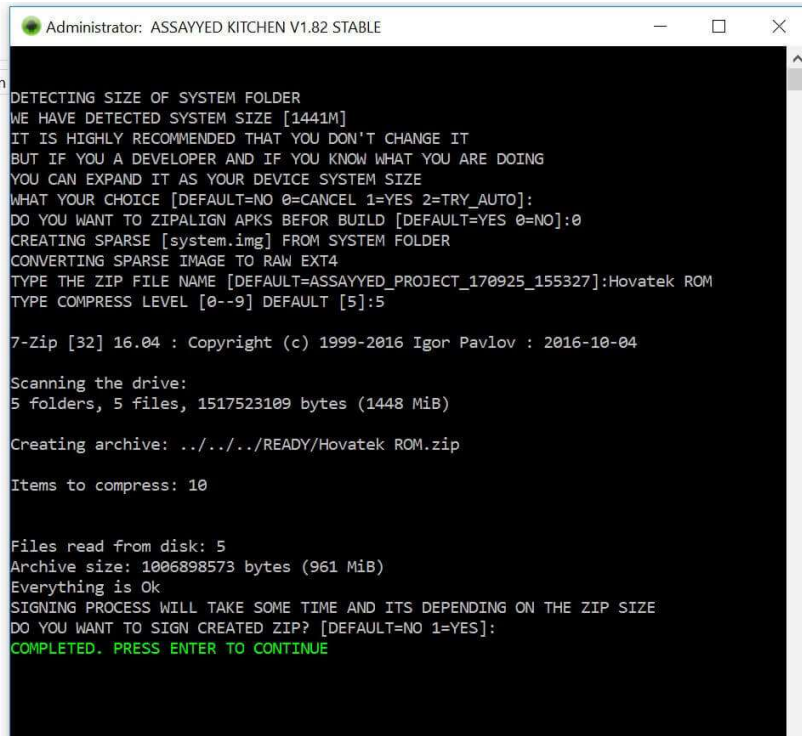 Administrator: ASSAYYED KITCHEN V1.82 STABLE
DETECTING SIZE OF SYSTEM FOLDER
WE HAVE DETECTED SYSTEM SIZE [1441M]
IT IS HIGHLY RECOMMENDED THAT YOU DON'T CHANGE IT
BUT IF YOU A DEVELOPER AND IF YOU KNOW WHAT YOU ARE DOING
YOU CAN EXPAND IT AS YOUR DEVICE SYSTEM SIZE
WHAT YOUR CHOICE [DEFAULT=NO 0=CANCEL 1=YES 2=TRY_AUTO]:
DO YOU WANT TO ZIPALIGN APKS BEFOR BUILD [DEFAULT=YES 0=NO]:0
CREATING SPARSE [system.img] FROM SYSTEM FOLDER
CONVERTING SPARSE IMAGE TO RAW EXT4
TYPE THE ZIP FILE NAME [DEFAULT=ASSAYYED_PROJECT_170925_155327]:Hovatek ROM
TYPE COMPRESS LEVEL [0--9] DEFAULT [5]:5
7-Zip [32] 16.04 : Copyright (c) 1999-2016 Igor Pavlov : 2016-10-04
Scanning the drive:
5 folders, 5 files, 1517523109 bytes (1448 MiB)
Creating archive: ../../../READY/Hovatek ROM.zip
Items to compress: 10
Files read from disk: 5
Archive size: 1006898573 bytes (961 MiB)
Everything is Ok
SIGNING PROCESS WILL TAKE SOME TIME AND ITS DEPENDING ON THE ZIP SIZE
DO YOU WANT TO SIGN CREATED ZIP? [DEFAULT=NO 1=YES]:
COMPLETED. PRESS ENTER TO CONTINUE